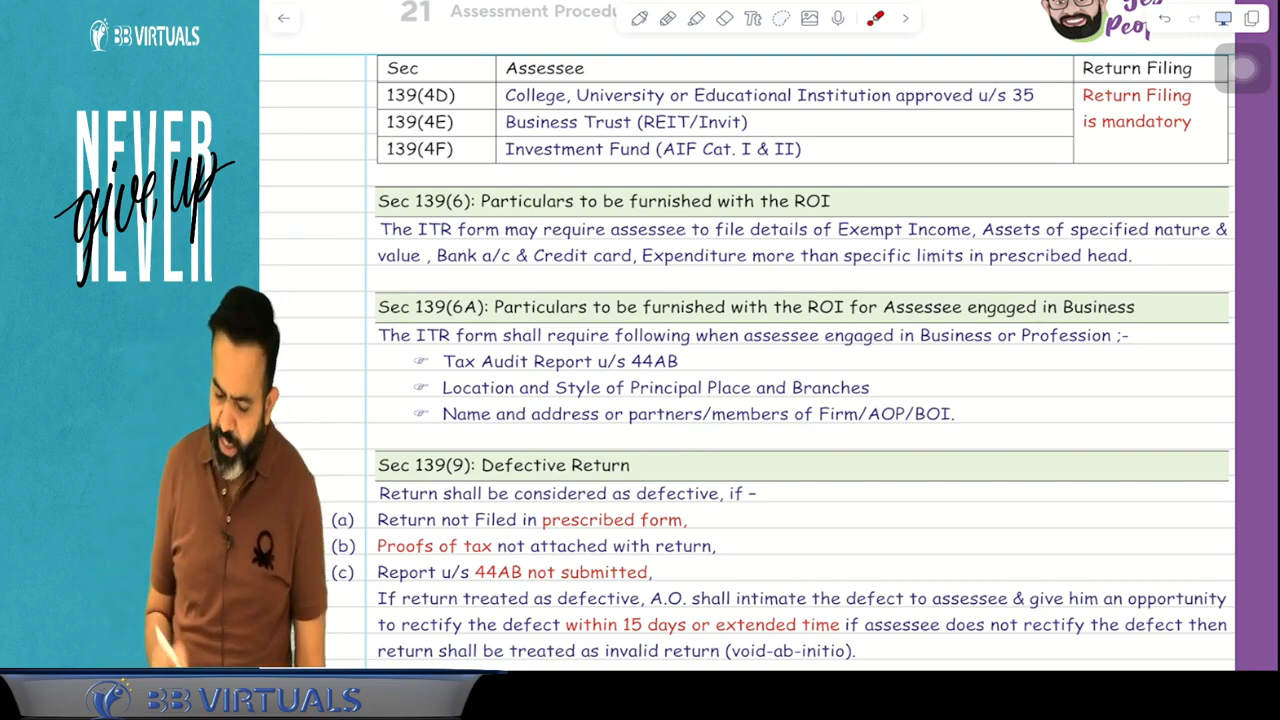 21 Assessment Procedu
BB VIRTUALS
NEVER
give up
NEVER
Sec Assessee Return Filing
139(4D) College, University or Educational Institution approved u/s 35 Return Filing
139(4E) Business Trust (REIT/Invit) is mandatory
139(4F) Investment Fund (AIF Cat. I & II)
Sec 139(6): Particulars to be furnished with the ROI
The ITR form may require assessee to file details of Exempt Income, Assets of specified nature &
value , Bank a/c & Credit card, Expenditure more than specific limits in prescribed head.
Sec 139(6A): Particulars to be furnished with the ROI for Assessee engaged in Business
The ITR form shall require following when assessee engaged in Business or Profession ;-
☞ Tax Audit Report u/s 44AB
☞ Location and Style of Principal Place and Branches
☞ Name and address or partners/members of Firm/AOP/BOI.
Sec 139(9): Defective Return
Return shall be considered as defective, if –
(a) Return not Filed in prescribed form,
(b) Proofs of tax not attached with return,
(c) Report u/s 44AB not submitted,
If return treated as defective, A.O. shall intimate the defect to assessee & give him an opportunity
to rectify the defect within 15 days or extended time if assessee does not rectify the defect then
return shall be treated as invalid return (void-ab-initio).
BB VIRTUALS